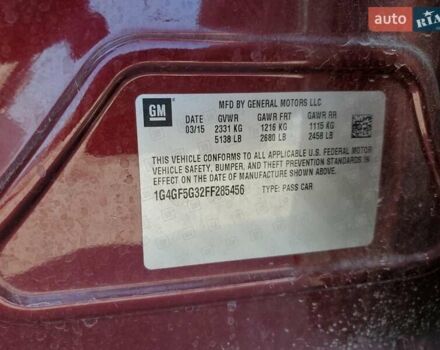 AUTO RIA
GM
MFD BY GENERAL MOTORS LLC
DATE GVWR GAWR FRT GAWR RR
03/15 2331 KG 1216 KG 1115 KG
5138 LB 2680 LB 2458 LB
THIS VEHICLE CONFORMS TO ALL APPLICABLE U.S. FEDERAL MOTOR
VEHICLE SAFETY, BUMPER, AND THEFT PREVENTION STANDARDS IN
EFFECT ON THE DATE OF MANUFACTURE SHOWN ABOVE.
1G4GF5G32FF285456 TYPE: PASS CAR